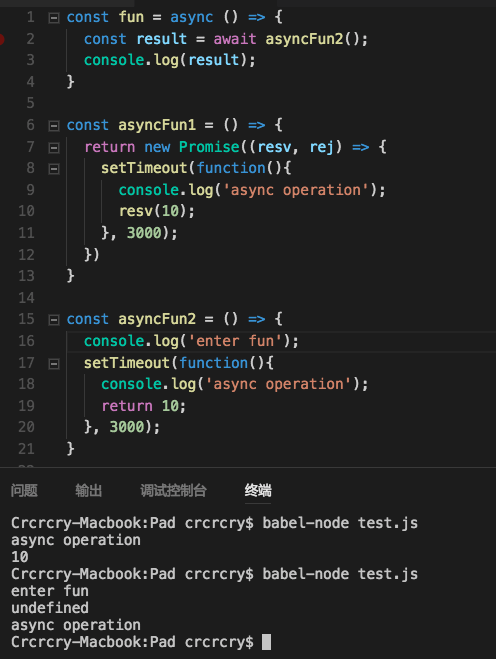 1 const fun = async () => {
2 const result = await asyncFun2();
3 console.log(result);
4 }
5
6 const asyncFun1 = () => {
7 return new Promise((resv, rej) => {
8 setTimeout(function(){
9 console.log('async operation');
10 resv(10);
11 }, 3000);
12 })
13 }
14
15 const asyncFun2 = () => {
16 console.log('enter fun');
17 setTimeout(function(){
18 console.log('async operation');
19 return 10;
20 }, 3000);
21 }
问题 输出 调试控制台 终端
Crcrcry-Macbook:Pad crcrcry$ babel-node test.js
async operation
10
Crcrcry-Macbook:Pad crcrcry$ babel-node test.js
enter fun
undefined
async operation
Crcrcry-Macbook:Pad crcrcry$